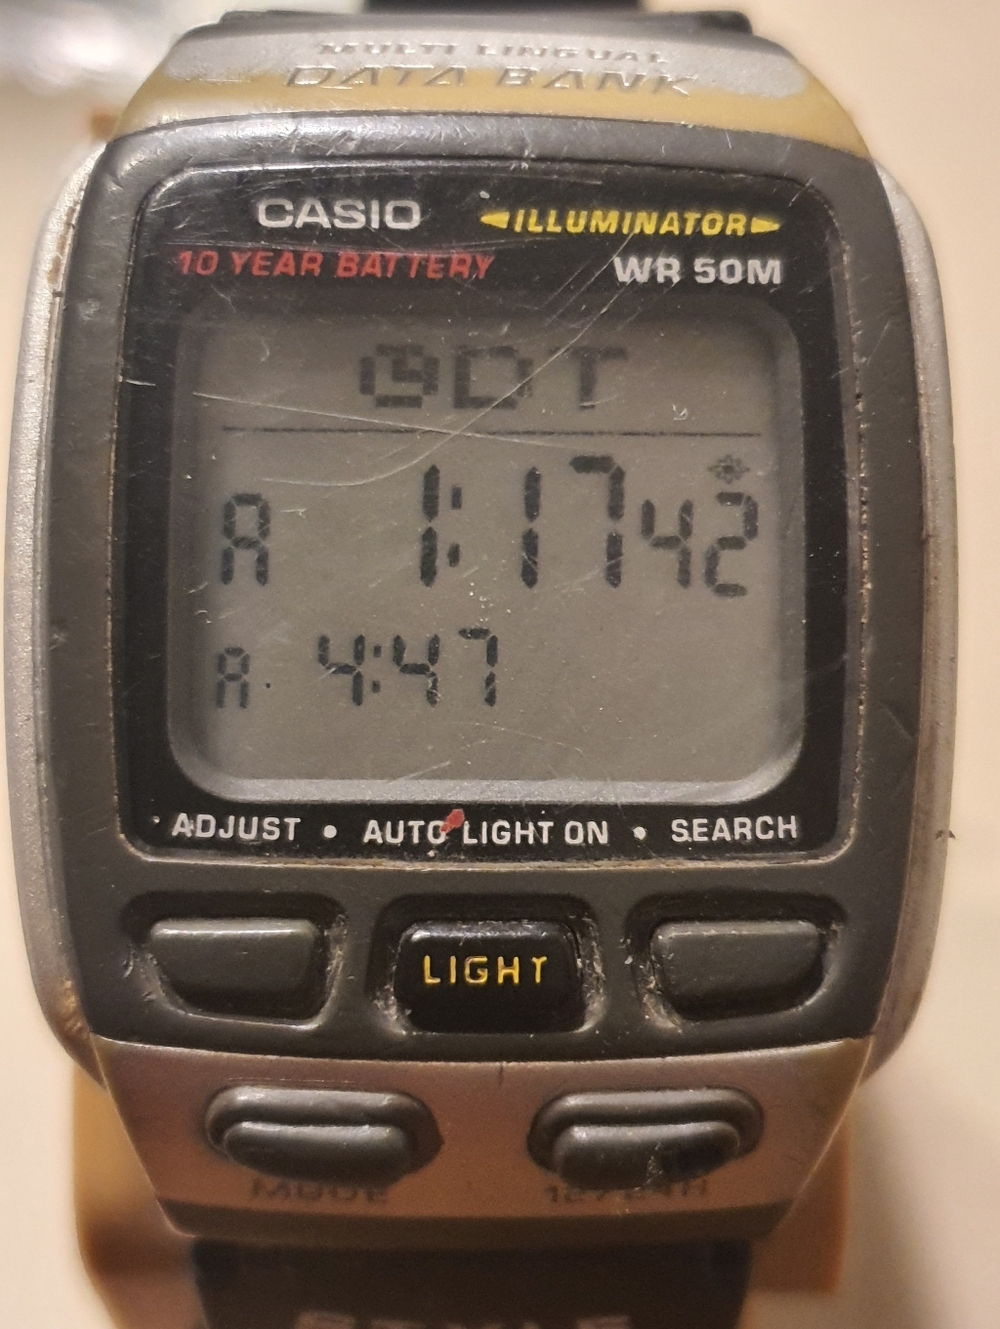 MULTI LINGUAL
DATA BANK
CASIO ILLUMINATOR
10 YEAR BATTERY WR 50M
DT
A 1:17 42
A 4:47
ADJUST • AUTO LIGHT ON • SEARCH
LIGHT
MODE 12/24H